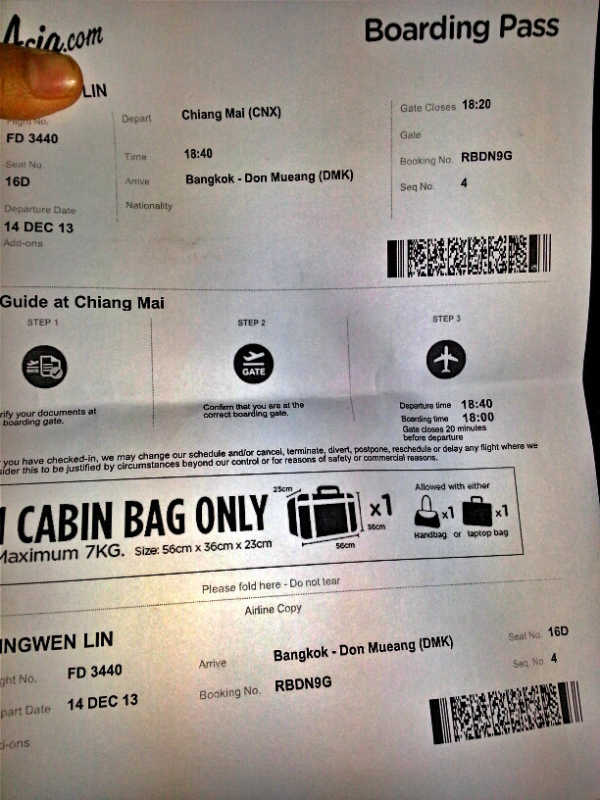 Asia.com
Boarding Pass
LIN
Flight No.
FD 3440
Seat No.
16D
Departure Date
14 DEC 13
Add-ons
Depart Chiang Mai (CNX)
Time 18:40
Arrive Bangkok - Don Mueang (DMK)
Nationality
Gate Closes 18:20
Gate
Booking No. RBDN9G
Seq No. 4
Guide at Chiang Mai
STEP 1
STEP 2
STEP 3
GATE
rify your documents at
boarding gate.
Confirm that you are at the
correct boarding gate.
Departure time 18:40
Boarding time 18:00
Gate closes 20 minutes
before departure
you have checked-in, we may change our schedule and/or cancel, terminate, divert, postpone, reschedule or delay any flight where we
sider this to be justified by circumstances beyond our control or for reasons of safety or commercial reasons.
1 CABIN BAG ONLY
Maximum 7KG. Size: 56cm x 36cm x 23cm
23cm
x1
36cm
56cm
Allowed with either
x1
x1
Handbag or laptop bag
Please fold here - Do not tear
Airline Copy
INGWEN LIN
ght No. FD 3440
part Date 14 DEC 13
d-ons
Arrive Bangkok - Don Mueang (DMK)
Booking No. RBDN9G
Seat No. 16D
Seq. No. 4